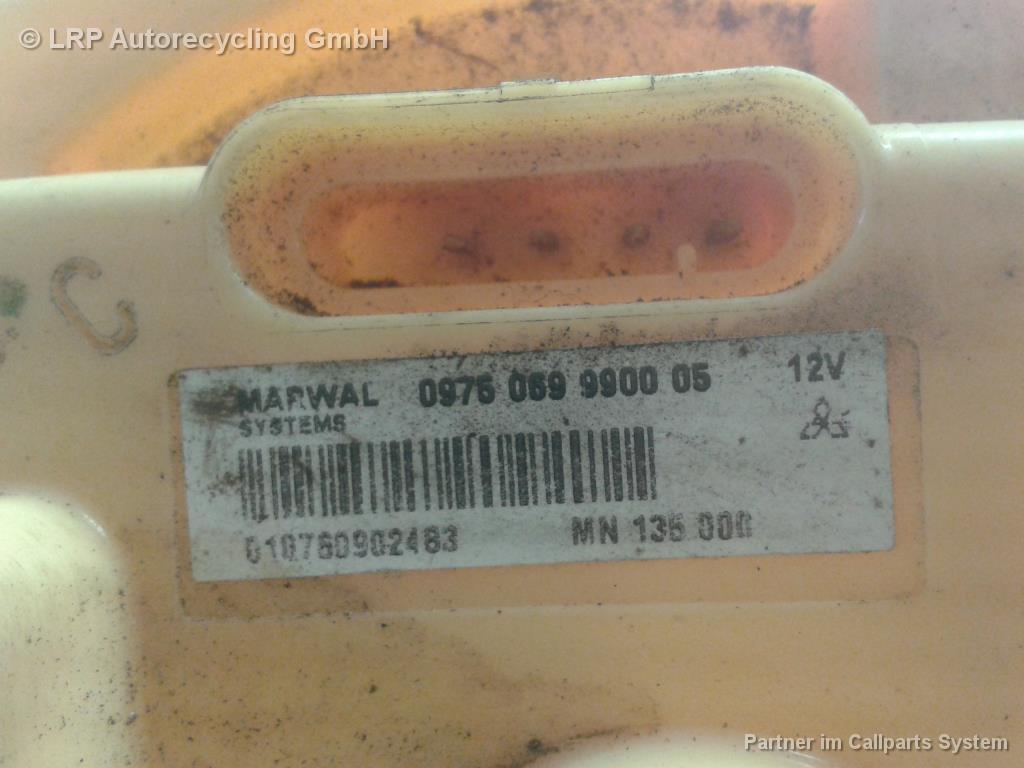 © LRP Autorecycling GmbH
C
MARWAL 0976 069 9900 05 12V
SYSTEMS
010760902483 MN 135 000
Partner im Callparts System